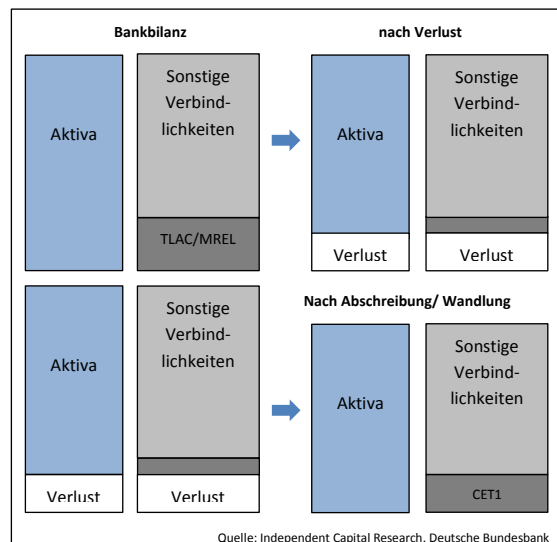 Bankbilanz
nach Verlust
Aktiva
Sonstige
Verbind-
lichkeiten
TLAC/MREL
Aktiva
Verlust
Sonstige
Verbind-
lichkeiten
Verlust
Nach Abschreibung/ Wandlung
Aktiva
Verlust
Sonstige
Verbind-
lichkeiten
Verlust
Aktiva
Sonstige
Verbind-
lichkeiten
CET1
Quelle: Independent Capital Research, Deutsche Bundesbank